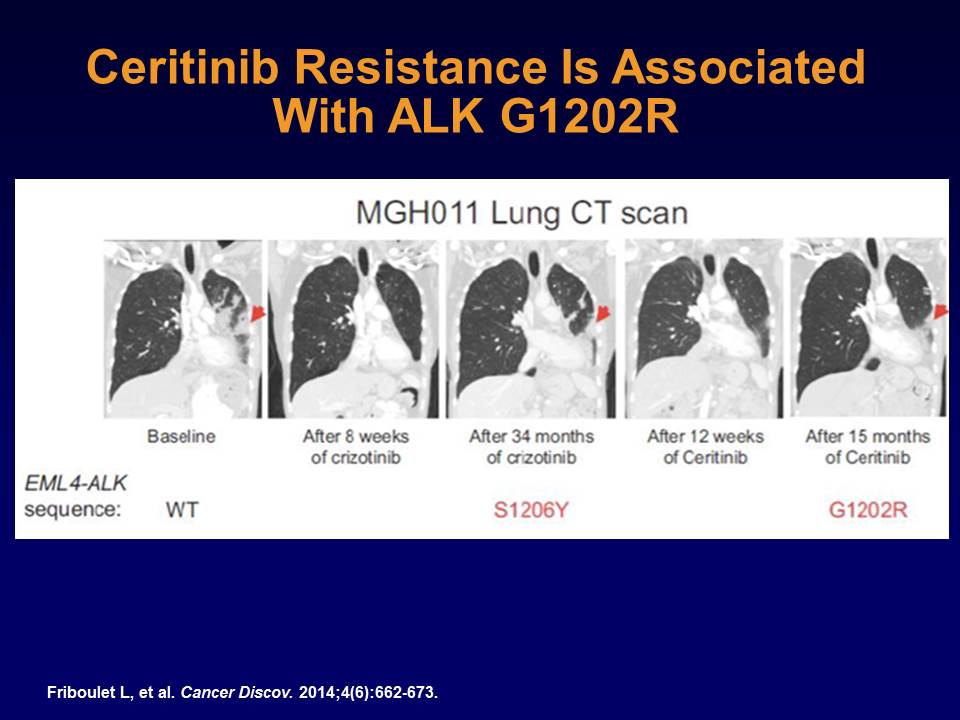 Ceritinib Resistance Is Associated
With ALK G1202R
MGH011 Lung CT scan
Baseline
After 8 weeks
of crizotinib
After 34 months
of crizotinib
After 12 weeks
of Ceritinib
After 15 months
of Ceritinib
EML4-ALK
sequence: WT S1206Y G1202R
Friboulet L, et al. Cancer Discov. 2014;4(6):662-673.